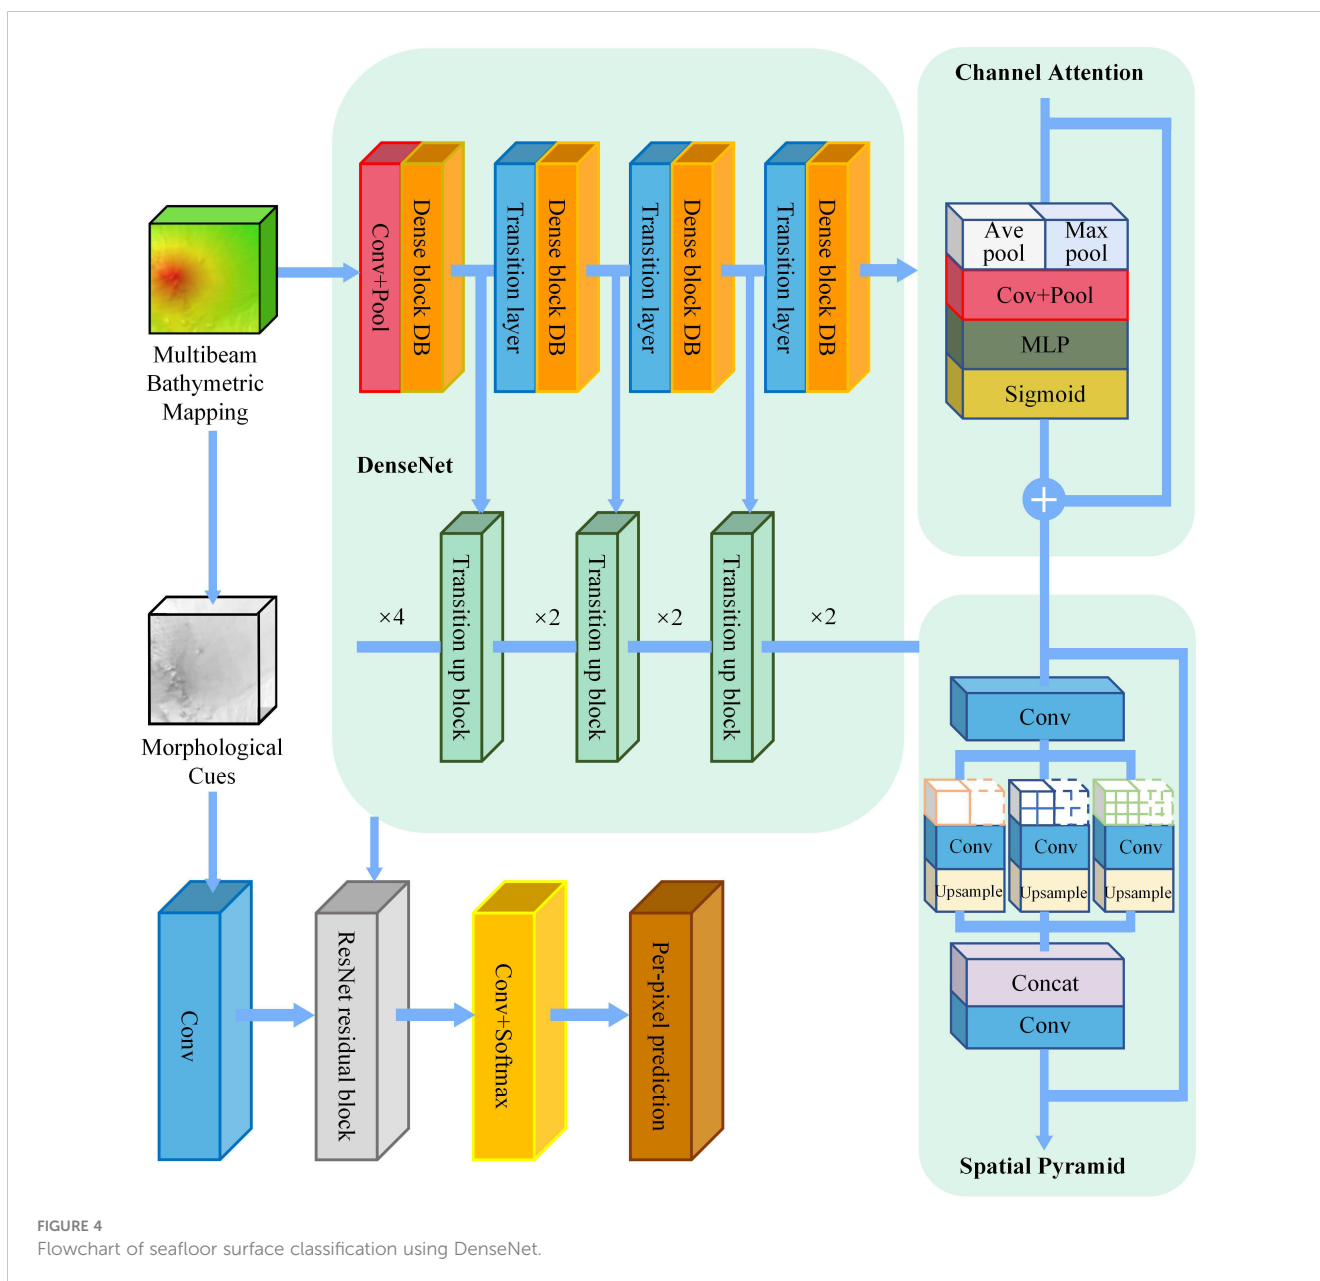 Channel Attention
Conv+Pool
Dense block DB
Transition layer
Dense block DB
Transition layer
Dense block DB
Transition layer
Dense block DB
Ave
pool
Max
pool
Cov+Pool
MLP
Sigmoid
Multibeam
Bathymetric
Mapping
DenseNet
×4
Transition up block
×2
Transition up block
×2
Transition up block
×2
Morphological
Cues
Conv
Conv
Conv
Conv
Upsample
Upsample
Upsample
Concat
Conv
Conv
ResNet residual block
Conv+Softmax
Per-pixel prediction
Spatial Pyramid
FIGURE 4
Flowchart of seafloor surface classification using DenseNet.